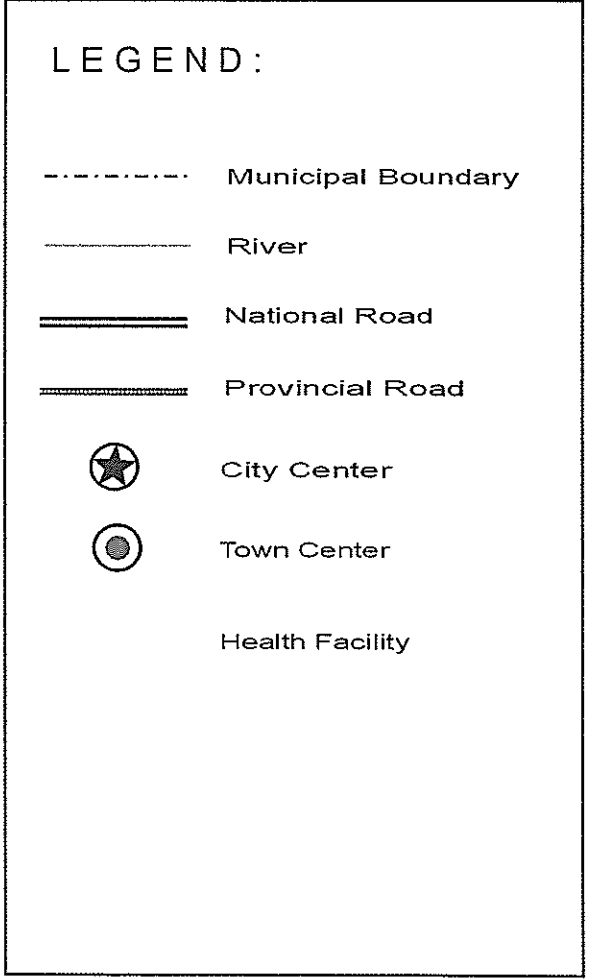 LEGEND:
Municipal Boundary
River
National Road
Provincial Road
City Center
Town Center
Health Facility